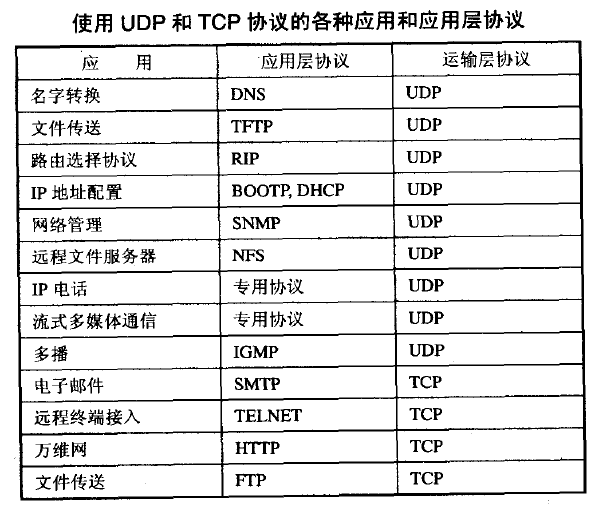 使用 UDP 和 TCP 协议的各种应用和应用层协议
应 用 应用层协议 运输层协议
名字转换 DNS UDP
文件传送 TFTP UDP
路由选择协议 RIP UDP
IP 地址配置 BOOTP, DHCP UDP
网络管理 SNMP UDP
远程文件服务器 NFS UDP
IP 电话 专用协议 UDP
流式多媒体通信 专用协议 UDP
多播 IGMP UDP
电子邮件 SMTP TCP
远程终端接入 TELNET TCP
万维网 HTTP TCP
文件传送 FTP TCP